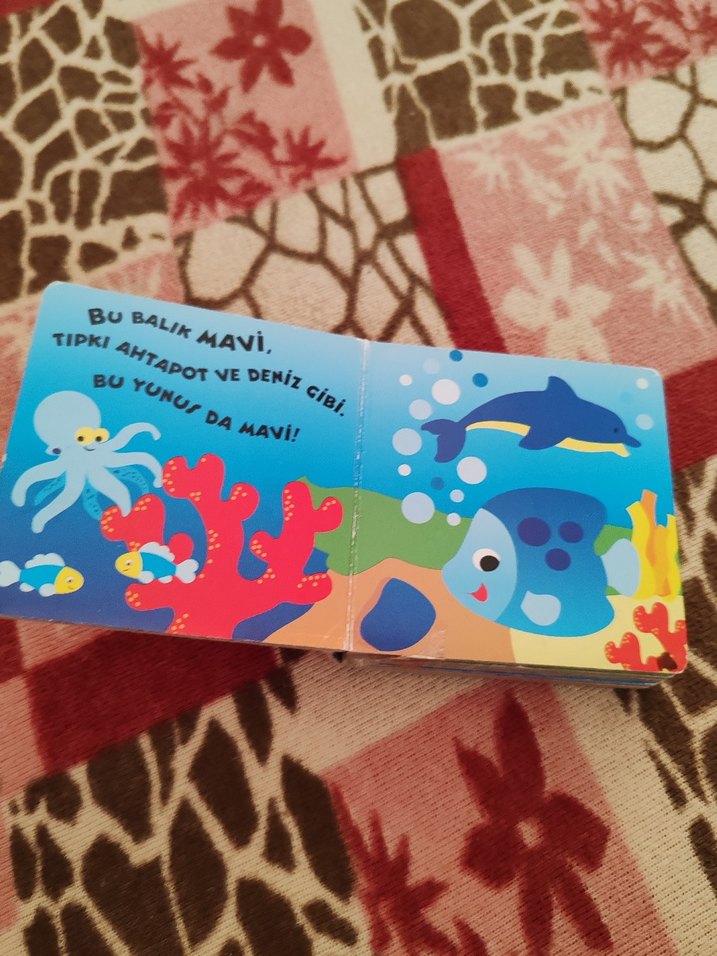 BU BALIK MAVİ,
TIPKI AHTAPOT VE DENİZ GİBİ.
BU YUNUS DA MAVİ!